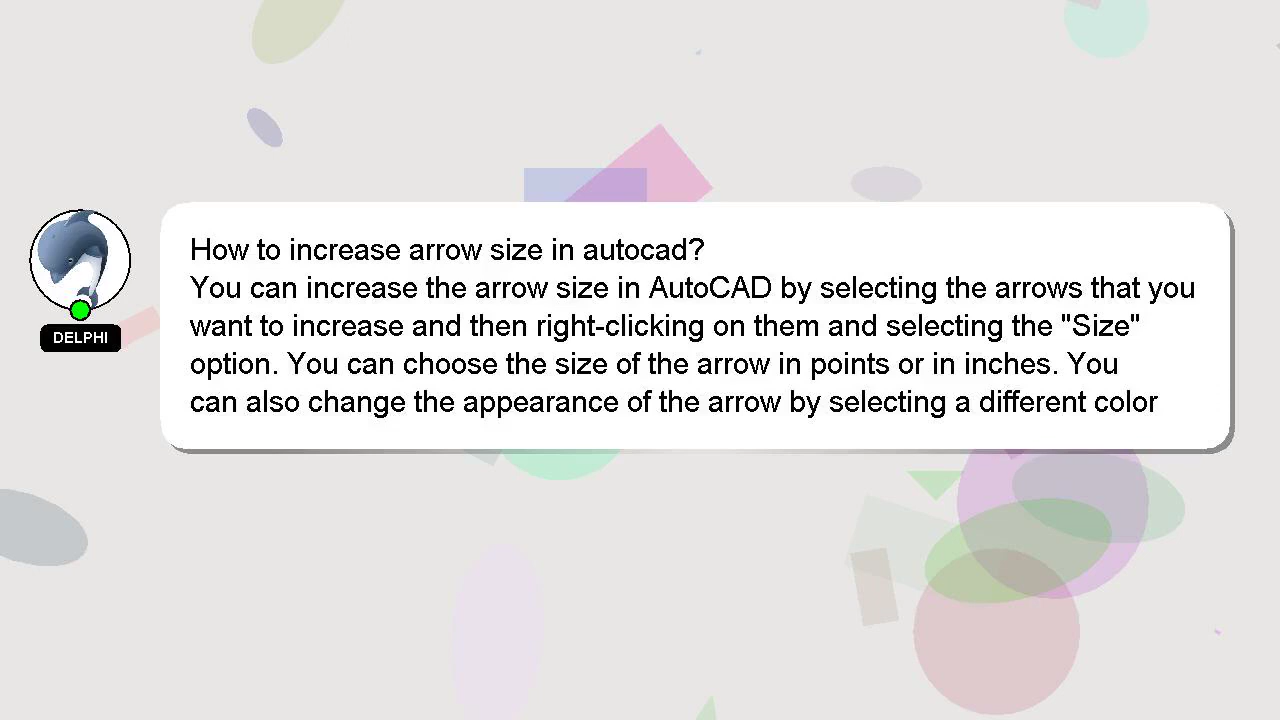 How to increase arrow size in autocad?
You can increase the arrow size in AutoCAD by selecting the arrows that you
want to increase and then right-clicking on them and selecting the "Size"
option. You can choose the size of the arrow in points or in inches. You
can also change the appearance of the arrow by selecting a different color
DELPHI